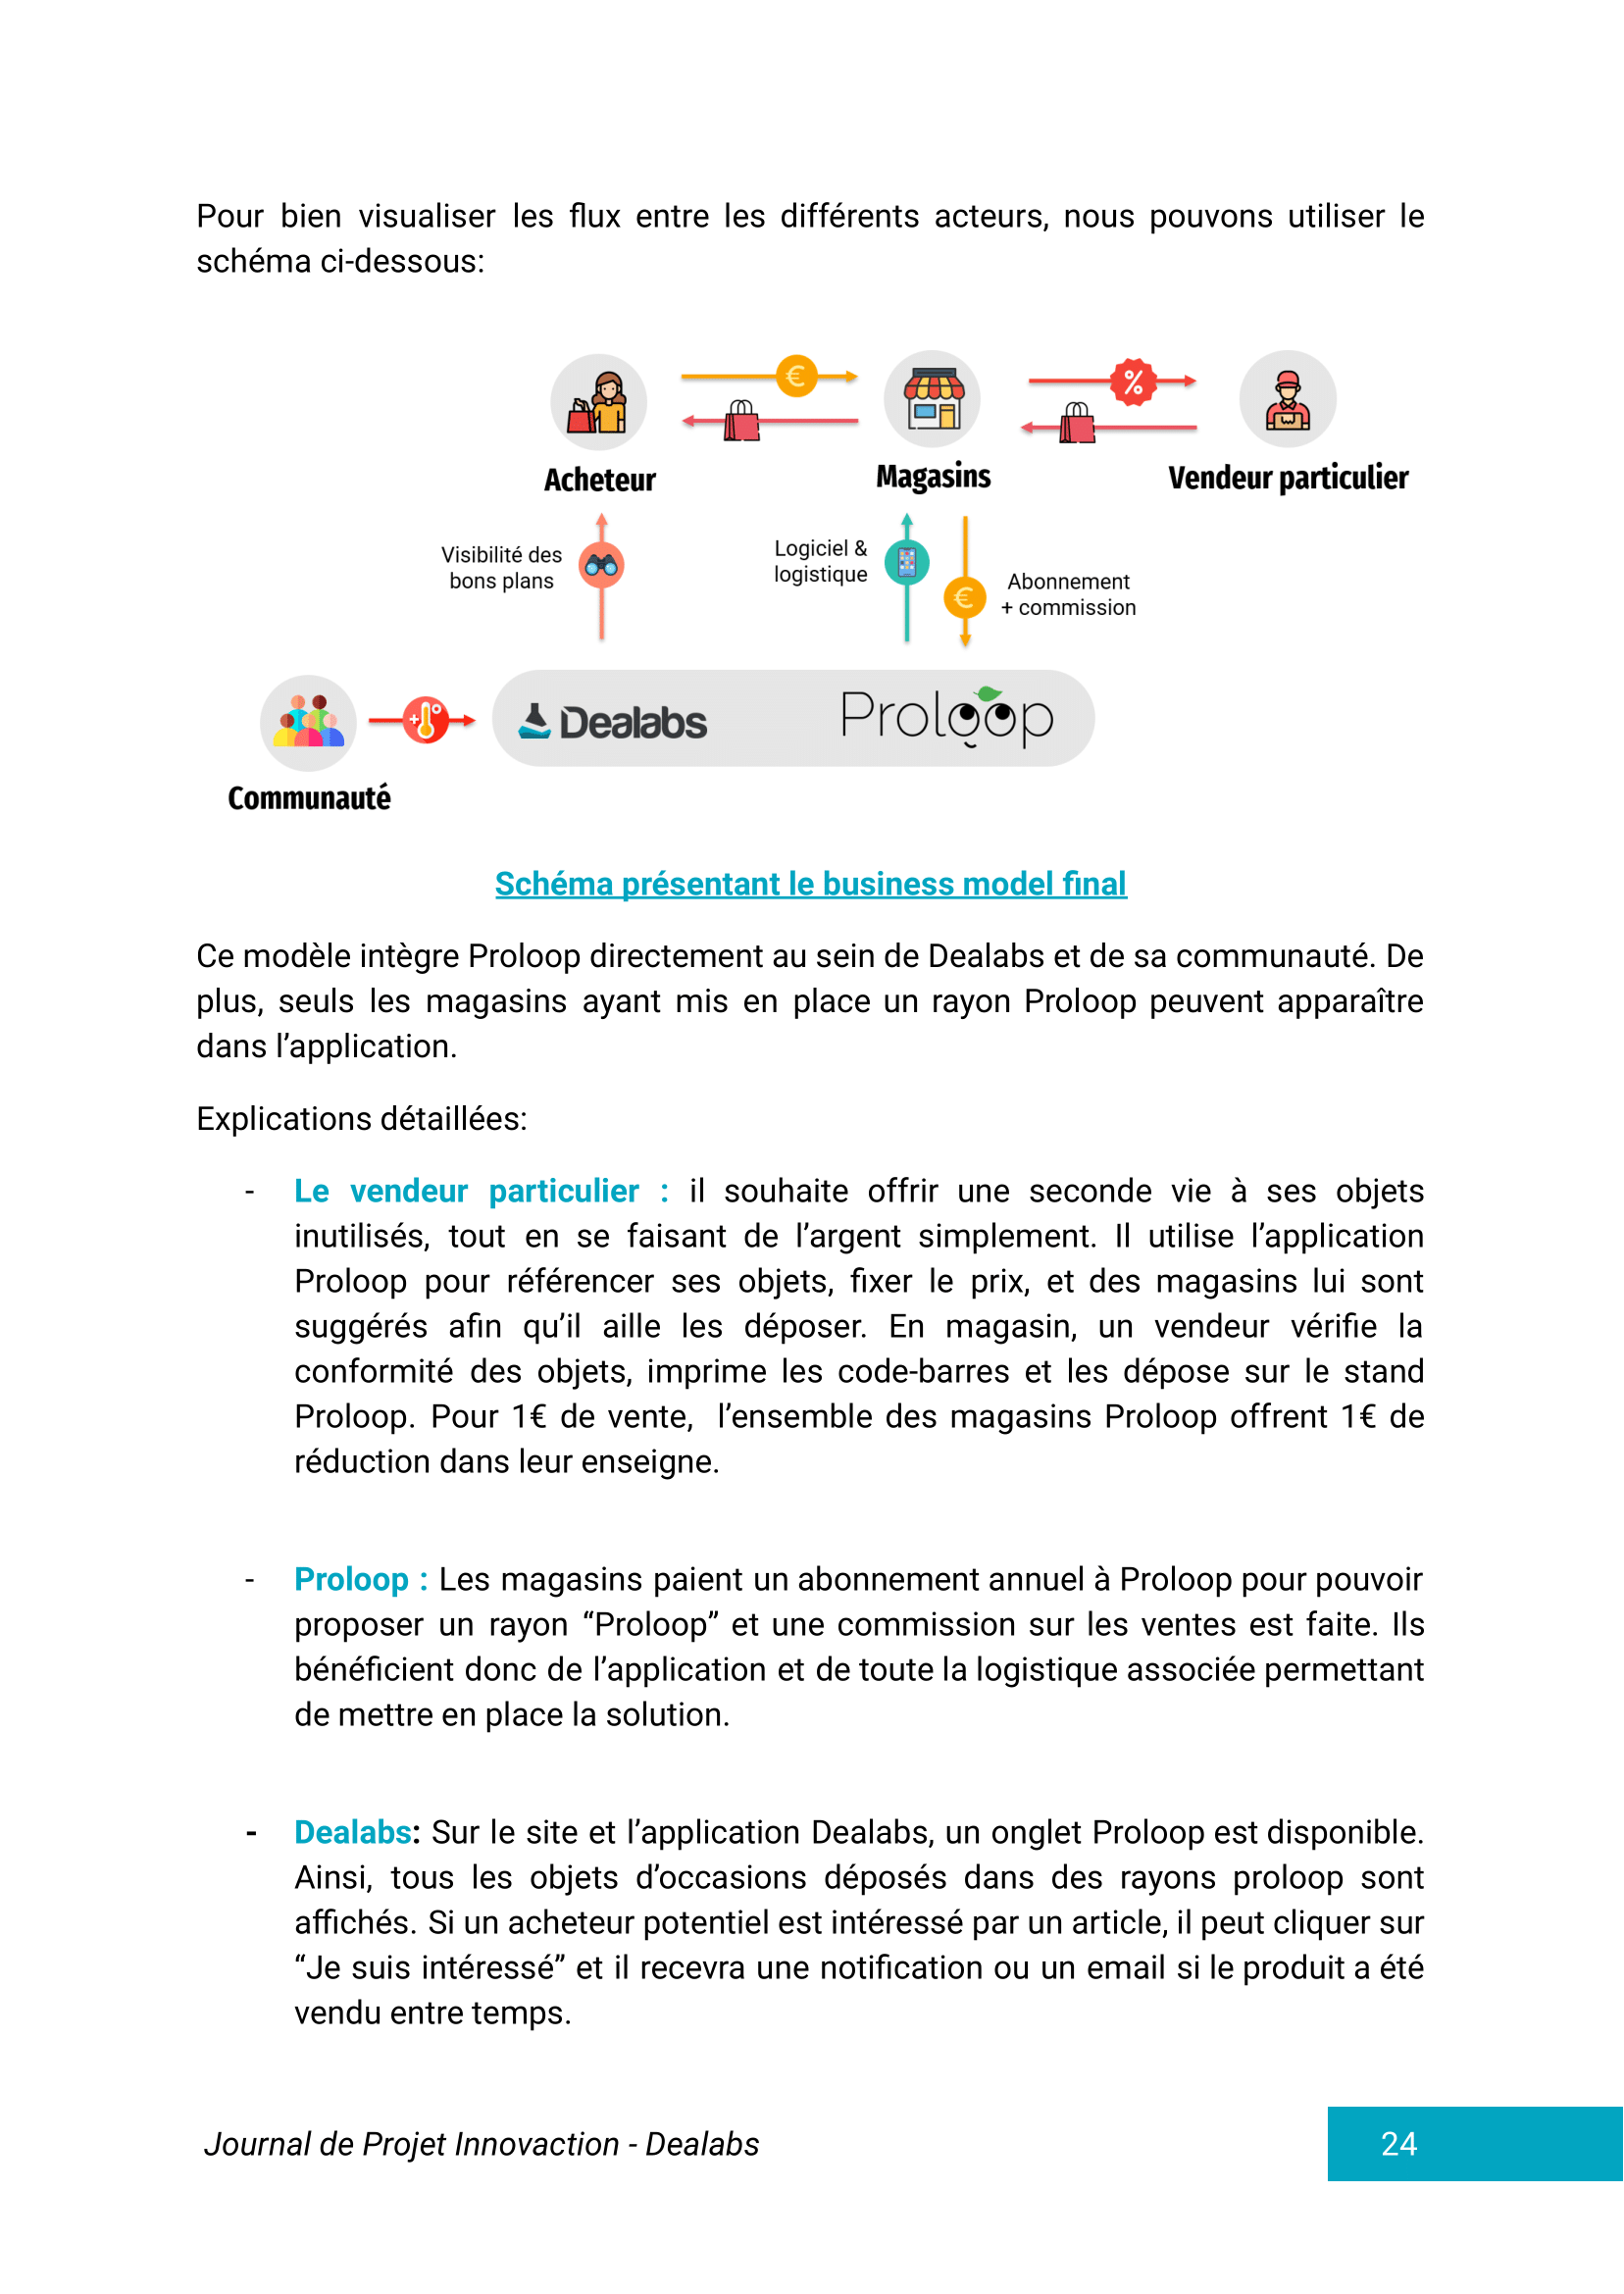 Pour bien visualiser les flux entre les différents acteurs, nous pouvons utiliser le
schéma ci-dessous:
Acheteur
Magasins
Vendeur particulier
Visibilité des
bons plans
Logiciel &
logistique
Abonnement
+ commission
Dealabs
Proloop
Communauté
Schéma présentant le business model final
Ce modèle intègre Proloop directement au sein de Dealabs et de sa communauté. De
plus, seuls les magasins ayant mis en place un rayon Proloop peuvent apparaître
dans l’application.
Explications détaillées:
- Le vendeur particulier : il souhaite offrir une seconde vie à ses objets
inutilisés, tout en se faisant de l’argent simplement. Il utilise l’application
Proloop pour référencer ses objets, fixer le prix, et des magasins lui sont
suggérés afin qu’il aille les déposer. En magasin, un vendeur vérifie la
conformité des objets, imprime les code-barres et les dépose sur le stand
Proloop. Pour 1€ de vente, l’ensemble des magasins Proloop offrent 1€ de
réduction dans leur enseigne.
- Proloop : Les magasins paient un abonnement annuel à Proloop pour pouvoir
proposer un rayon “Proloop” et une commission sur les ventes est faite. Ils
bénéficient donc de l’application et de toute la logistique associée permettant
de mettre en place la solution.
- Dealabs: Sur le site et l’application Dealabs, un onglet Proloop est disponible.
Ainsi, tous les objets d’occasions déposés dans des rayons proloop sont
affichés. Si un acheteur potentiel est intéressé par un article, il peut cliquer sur
“Je suis intéressé” et il recevra une notification ou un email si le produit a été
vendu entre temps.
Journal de Projet Innovaction - Dealabs
24